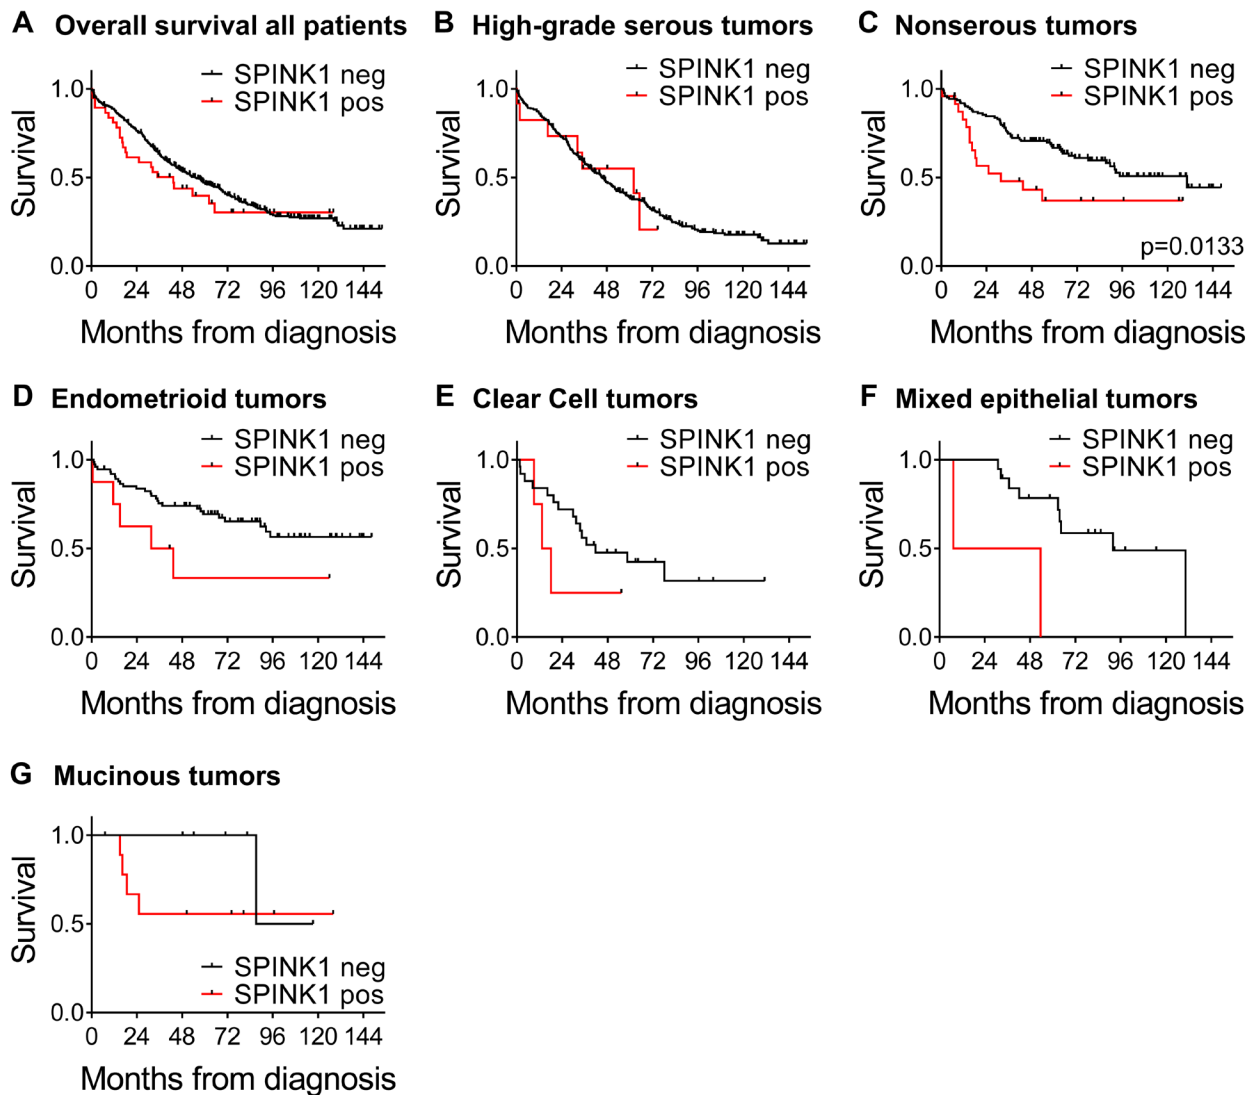 A Overall survival all patients
SPINK1 neg
SPINK1 pos
1.0
0.5
0.0
Survival
0 24 48 72 96 120 144
Months from diagnosis
B High-grade serous tumors
SPINK1 neg
SPINK1 pos
1.0
0.5
0.0
Survival
0 24 48 72 96 120 144
Months from diagnosis
C Nonserous tumors
SPINK1 neg
SPINK1 pos
1.0
0.5
0.0
Survival
p=0.0133
0 24 48 72 96 120 144
Months from diagnosis
D Endometrioid tumors
SPINK1 neg
SPINK1 pos
1.0
0.5
0.0
Survival
0 24 48 72 96 120 144
Months from diagnosis
E Clear Cell tumors
SPINK1 neg
SPINK1 pos
1.0
0.5
0.0
Survival
0 24 48 72 96 120 144
Months from diagnosis
F Mixed epithelial tumors
SPINK1 neg
SPINK1 pos
1.0
0.5
0.0
Survival
0 24 48 72 96 120 144
Months from diagnosis
G Mucinous tumors
1.0
0.5
0.0
Survival
SPINK1 neg
SPINK1 pos
0 24 48 72 96 120 144
Months from diagnosis